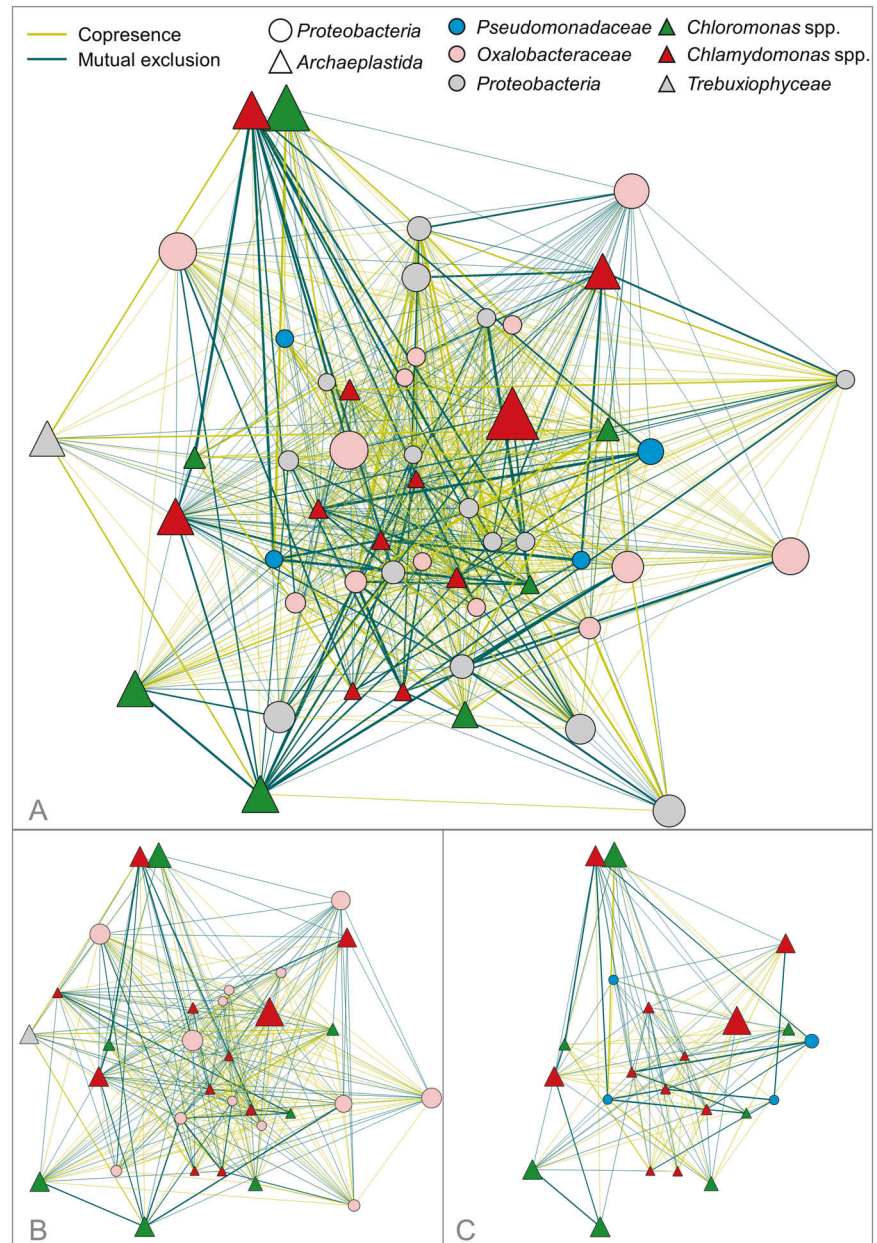 Copresence
Mutual exclusion
Proteobacteria
Archaeplastida
Pseudomonadaceae
Oxalobacteraceae
Proteobacteria
Chloromonas spp.
Chlamydomonas spp.
Trebuxiophyceae
A
B
C